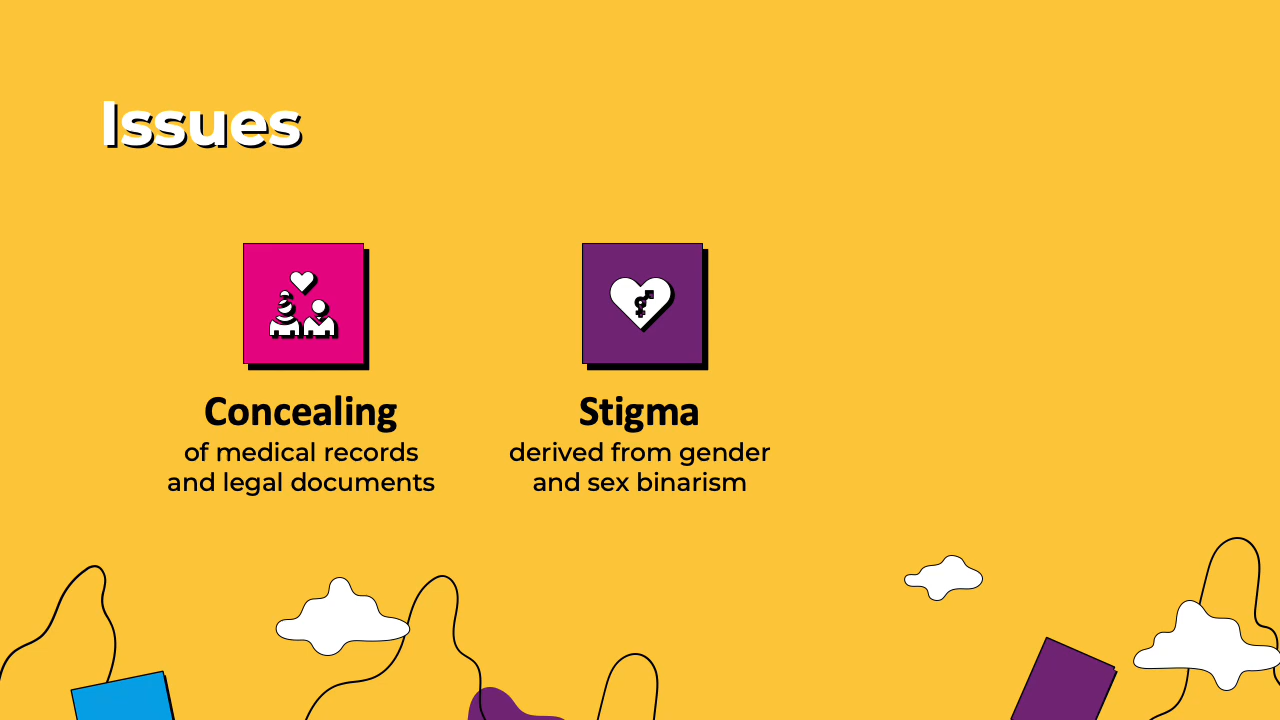 Issues
Concealing
of medical records
and legal documents
Stigma
derived from gender
and sex binarism